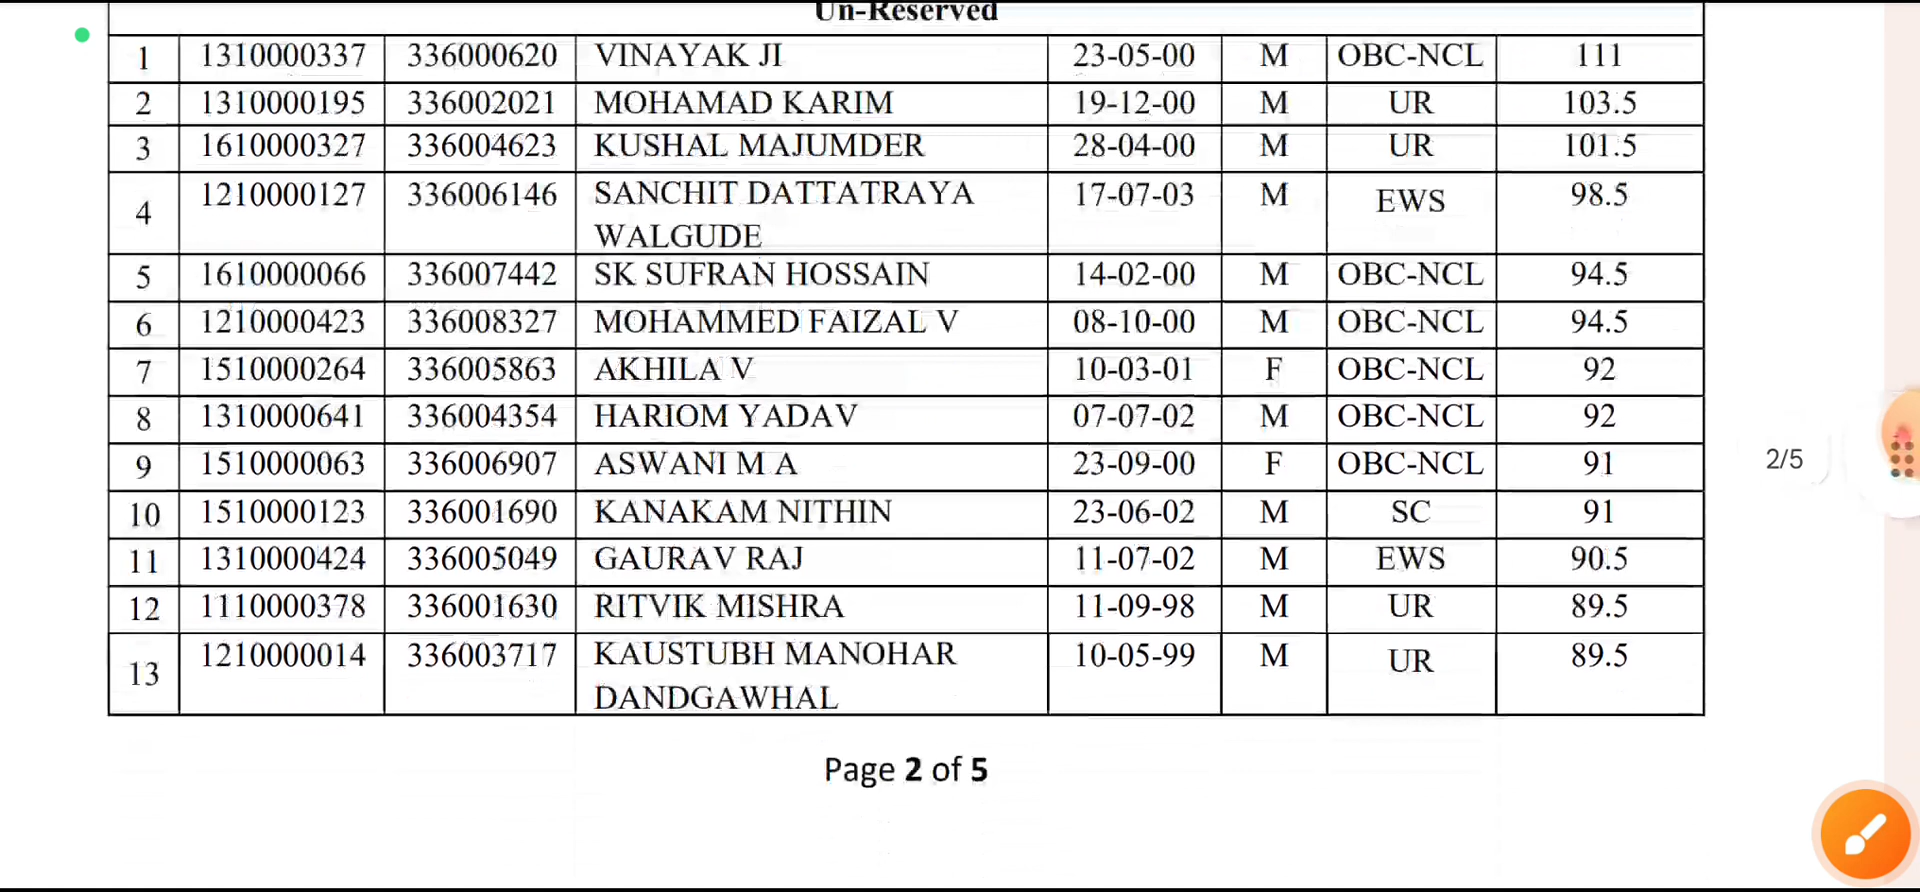 Un-Reserved
1 1310000337 336000620 VINAYAK JI 23-05-00 M OBC-NCL 111
2 1310000195 336002021 MOHAMAD KARIM 19-12-00 M UR 103.5
3 1610000327 336004623 KUSHAL MAJUMDER 28-04-00 M UR 101.5
4 1210000127 336006146 SANCHIT DATTATRAYA 17-07-03 M EWS 98.5
WALGUDE
5 1610000066 336007442 SK SUFRAN HOSSAIN 14-02-00 M OBC-NCL 94.5
6 1210000423 336008327 MOHAMMED FAIZAL V 08-10-00 M OBC-NCL 94.5
7 1510000264 336005863 AKHILA V 10-03-01 F OBC-NCL 92
8 1310000641 336004354 HARIOM YADAV 07-07-02 M OBC-NCL 92
9 1510000063 336006907 ASWANI M A 23-09-00 F OBC-NCL 91
10 1510000123 336001690 KANAKAM NITHIN 23-06-02 M SC 91
11 1310000424 336005049 GAURAV RAJ 11-07-02 M EWS 90.5
12 1110000378 336001630 RITVIK MISHRA 11-09-98 M UR 89.5
13 1210000014 336003717 KAUSTUBH MANOHAR 10-05-99 M UR 89.5
DANDGAWHAL
Page 2 of 5
2/5